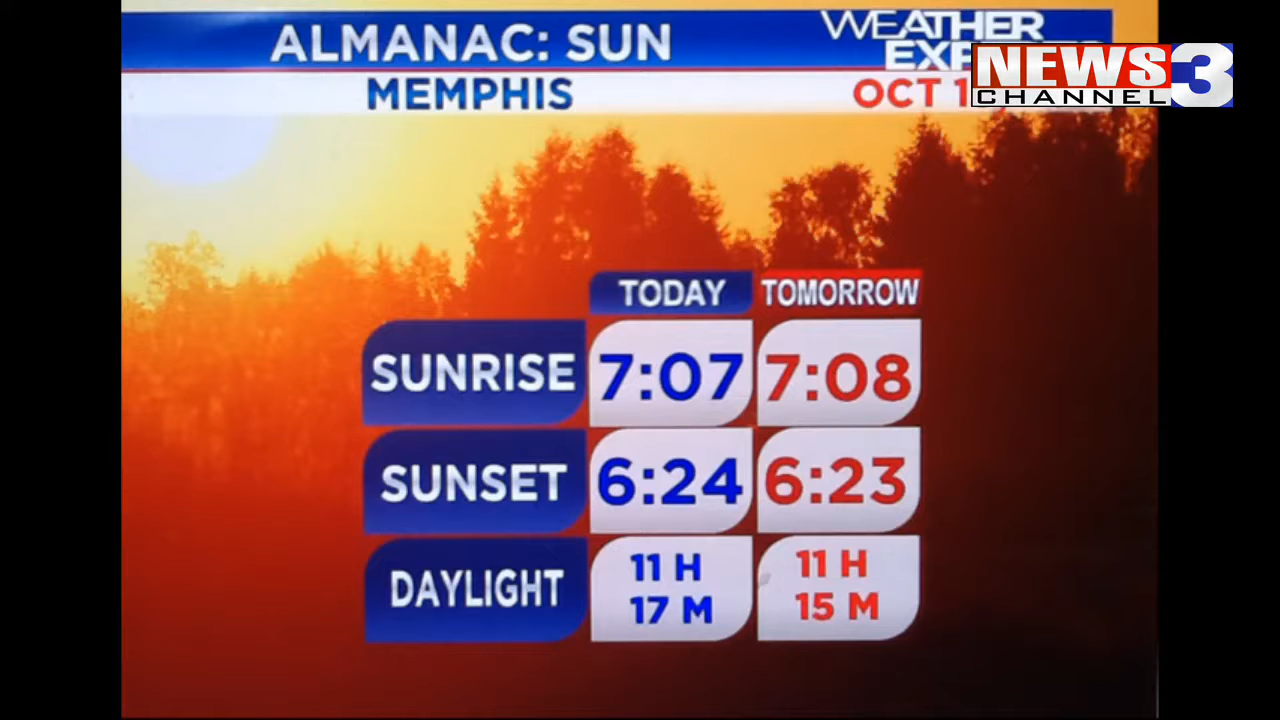 ALMANAC: SUN
WEATHER
MEMPHIS
OCT
NEWS
CHANNEL
3
TODAY TOMORROW
SUNRISE 7:07 7:08
SUNSET 6:24 6:23
DAYLIGHT 11 H 17 M 11 H 15 M